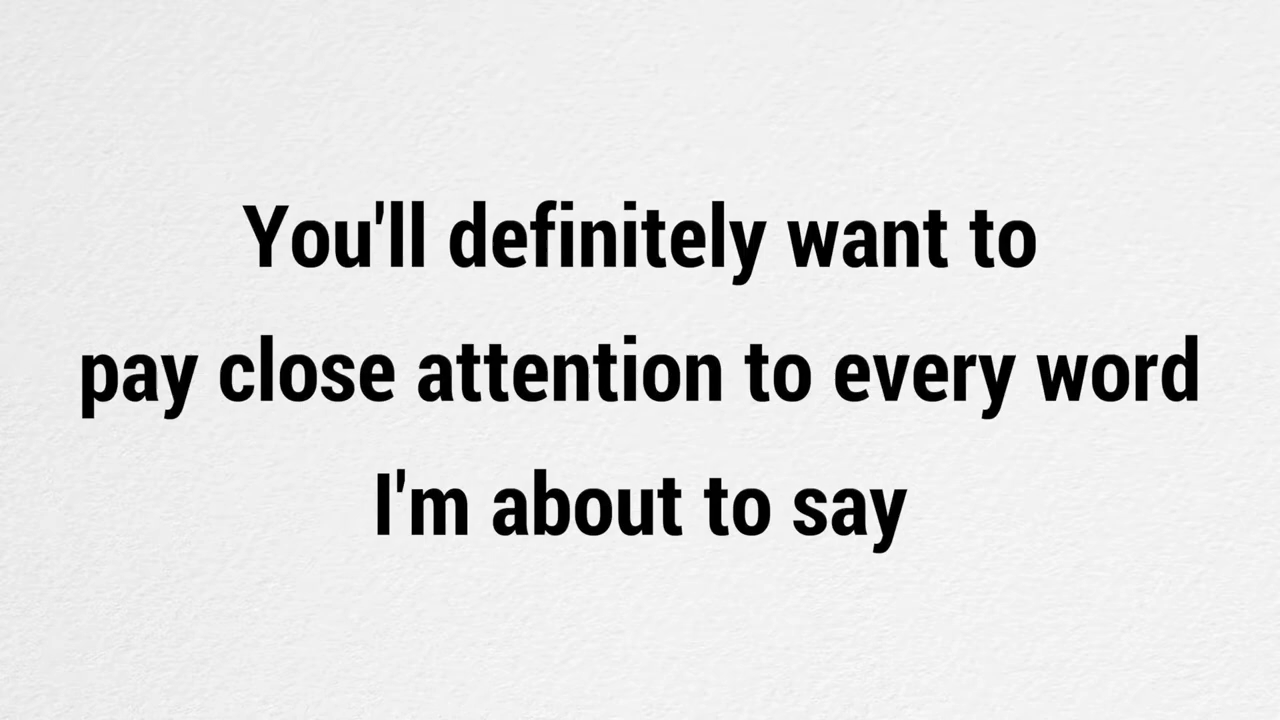 You'll definitely want to
pay close attention to every word
I'm about to say